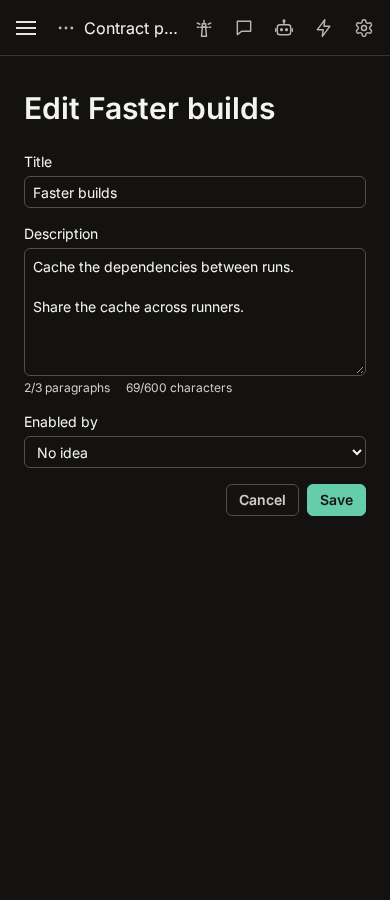 Contract p...
Edit Faster builds
Title
Faster builds
Description
Cache the dependencies between runs.
Share the cache across runners.
2/3 paragraphs 69/600 characters
Enabled by
No idea
Cancel Save